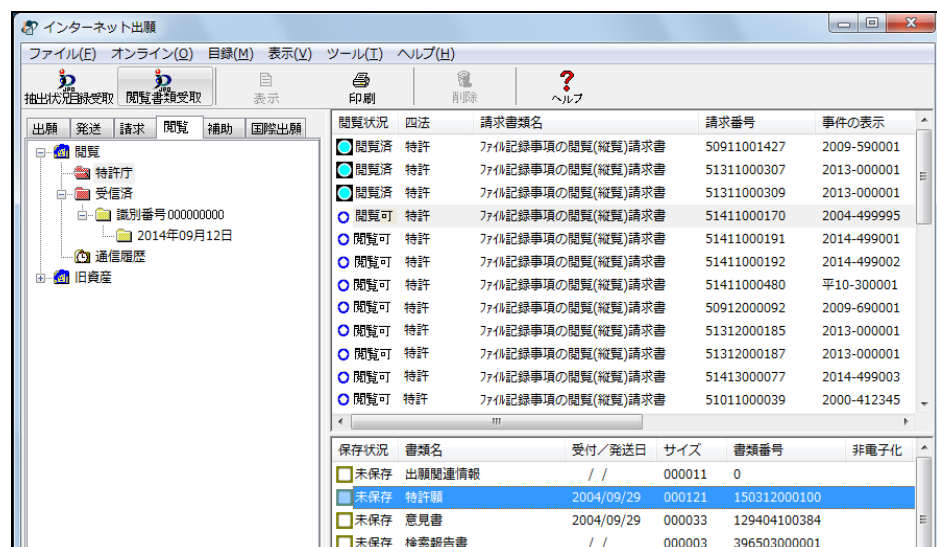 インターネット出願
ファイル(F) オンライン(O) 目録(M) 表示(V) ツール(T) ヘルプ(H)
抽出状況目録受取 閲覧書類受取 表示 印刷 削除 ヘルプ
出願 発送 請求 閲覧 補助 国際出願
閲覧
特許庁
受信済
識別番号000000000
2014年09月12日
通信履歴
旧資産
閲覧状況 四法 請求書類名 請求番号 事件の表示
閲覧済 特許 ファイル記録事項の閲覧(縦覧)請求書 50911001427 2009-590001
閲覧済 特許 ファイル記録事項の閲覧(縦覧)請求書 51311000307 2013-000001
閲覧済 特許 ファイル記録事項の閲覧(縦覧)請求書 51311000309 2013-000001
閲覧可 特許 ファイル記録事項の閲覧(縦覧)請求書 51411000170 2004-499995
閲覧可 特許 ファイル記録事項の閲覧(縦覧)請求書 51411000191 2014-499001
閲覧可 特許 ファイル記録事項の閲覧(縦覧)請求書 51411000192 2014-499002
閲覧可 特許 ファイル記録事項の閲覧(縦覧)請求書 51411000480 平10-300001
閲覧可 特許 ファイル記録事項の閲覧(縦覧)請求書 50912000092 2009-690001
閲覧可 特許 ファイル記録事項の閲覧(縦覧)請求書 51312000185 2013-000001
閲覧可 特許 ファイル記録事項の閲覧(縦覧)請求書 51312000187 2013-000001
閲覧可 特許 ファイル記録事項の閲覧(縦覧)請求書 51413000077 2014-499003
閲覧可 特許 ファイル記録事項の閲覧(縦覧)請求書 51011000039 2000-412345
保存状況 書類名 受付/発送日 サイズ 書類番号 非電子化
未保存 出願関連情報 / / 000011 0
未保存 特許願 2004/09/29 000121 150312000100
未保存 意見書 2004/09/29 000033 129404100384
未保存 検索報告書 / / 000003 396503000001